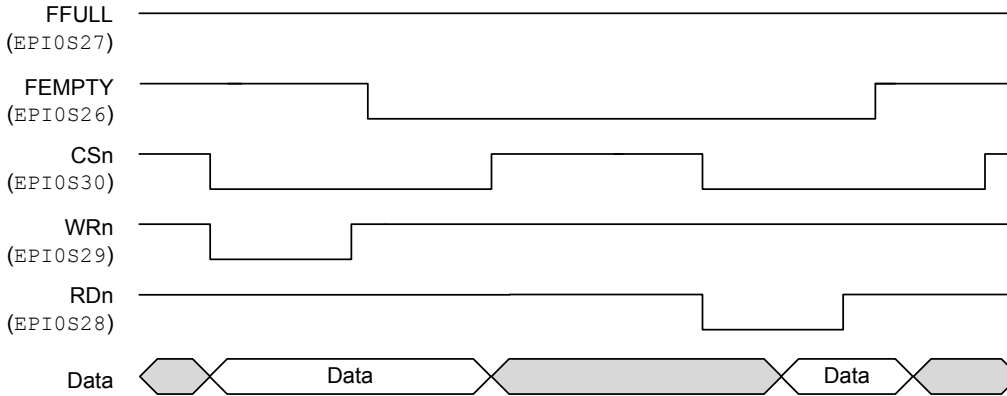 FFULL
(EPI0S27)
FEMPTY
(EPI0S26)
CSn
(EPI0S30)
WRn
(EPI0S29)
RDn
(EPI0S28)
Data Data Data